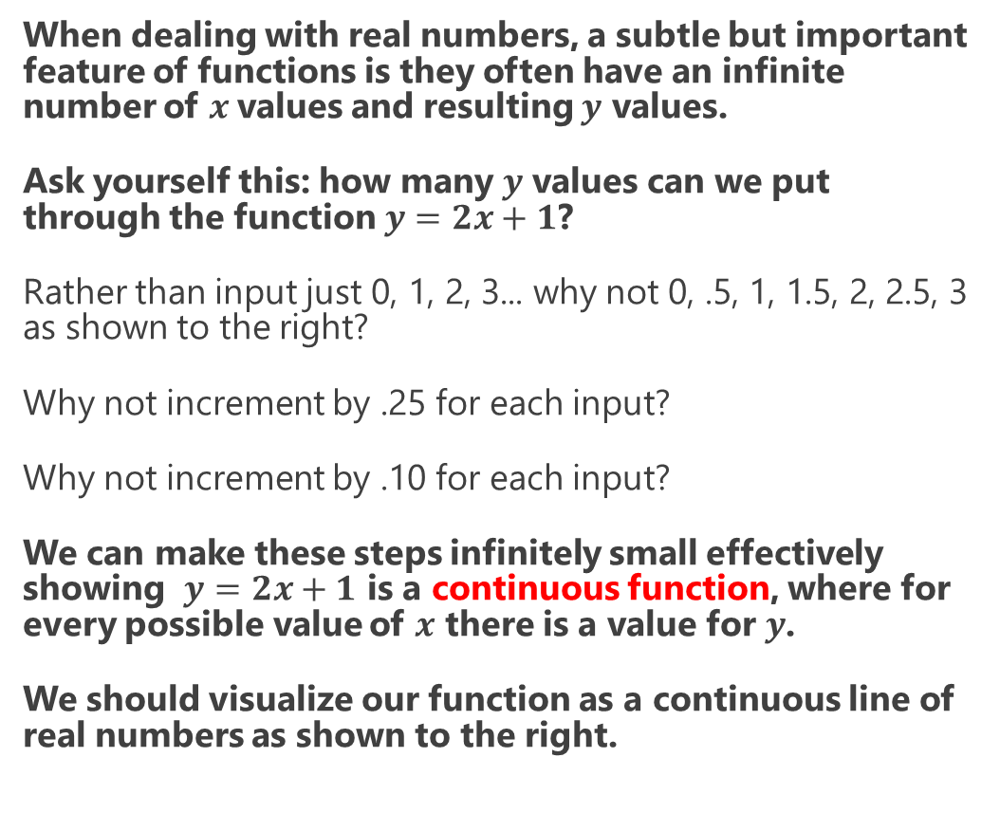 When dealing with real numbers, a subtle but important
feature of functions is they often have an infinite
number of x values and resulting y values.
Ask yourself this: how many y values can we put
through the function y = 2x + 1?
Rather than input just 0, 1, 2, 3... why not 0, .5, 1, 1.5, 2, 2.5, 3
as shown to the right?
Why not increment by .25 for each input?
Why not increment by .10 for each input?
We can make these steps infinitely small effectively
showing y = 2x + 1 is a continuous function, where for
every possible value of x there is a value for y.
We should visualize our function as a continuous line of
real numbers as shown to the right.